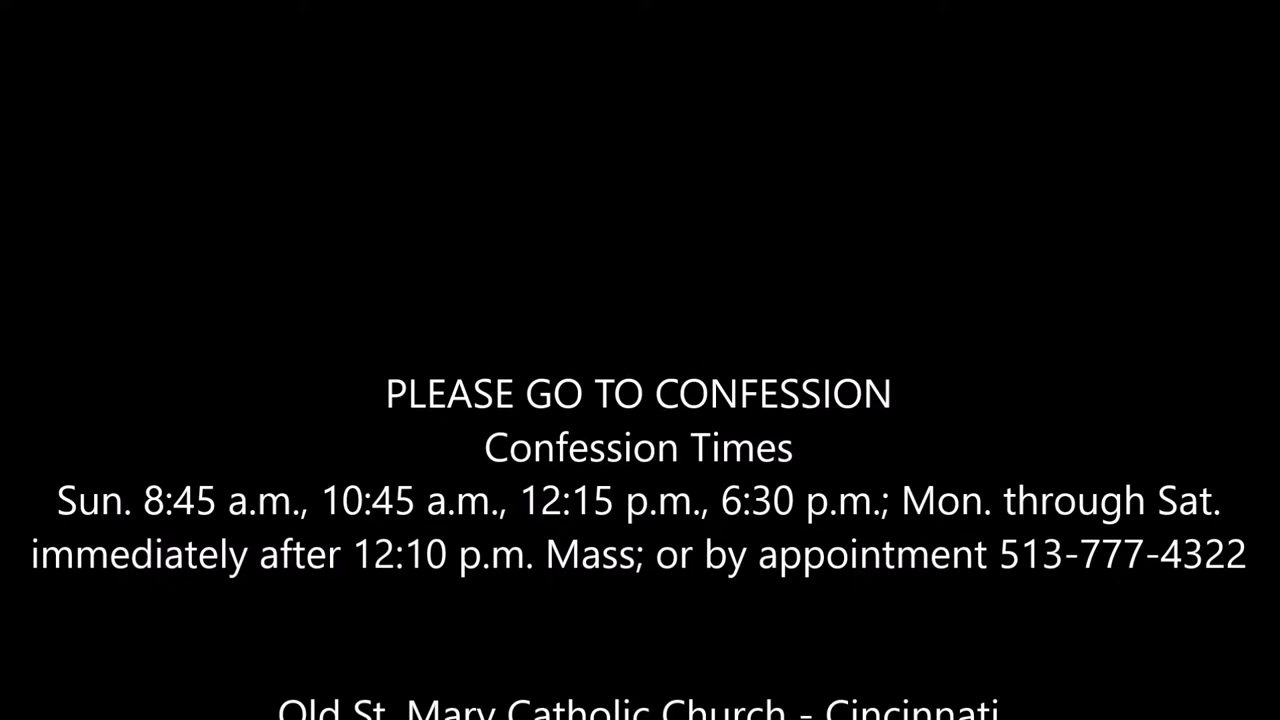 PLEASE GO TO CONFESSION
Confession Times
Sun. 8:45 a.m., 10:45 a.m., 12:15 p.m., 6:30 p.m.; Mon. through Sat.
immediately after 12:10 p.m. Mass; or by appointment 513-777-4322
Old St. Mary Catholic Church - Cincinnati